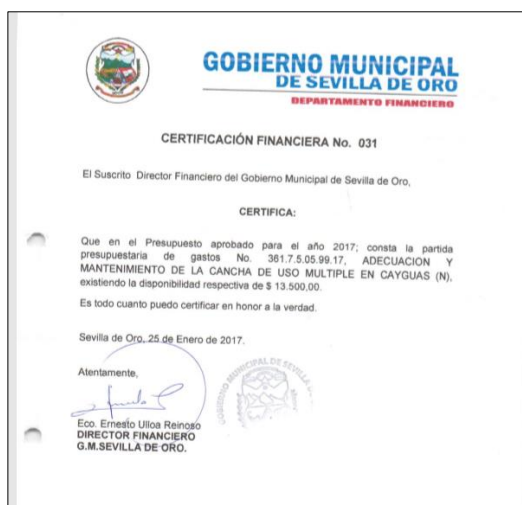 GOBIERNO MUNICIPAL
DE SEVILLA DE ORO
DEPARTAMENTO FINANCIERO
CERTIFICACIÓN FINANCIERA No. 031
El Suscrito Director Financiero del Gobierno Municipal de Sevilla de Oro,
CERTIFICA:
Que en el Presupuesto aprobado para el año 2017; consta la partida
presupuestaria de gastos No. 361.7.5.05.99.17, ADECUACION Y
MANTENIMIENTO DE LA CANCHA DE USO MULTIPLE EN CAYGUAS (N),
existiendo la disponibilidad respectiva de $ 13.500,00.
Es todo cuanto puedo certificar en honor a la verdad.
Sevilla de Oro, 25 de Enero de 2017.
Atentamente,
Eco. Ernesto Ulloa Reinoso
DIRECTOR FINANCIERO
G.M.SEVILLA DE ORO.
GOBIERNO MUNICIPAL DE SEVILLA